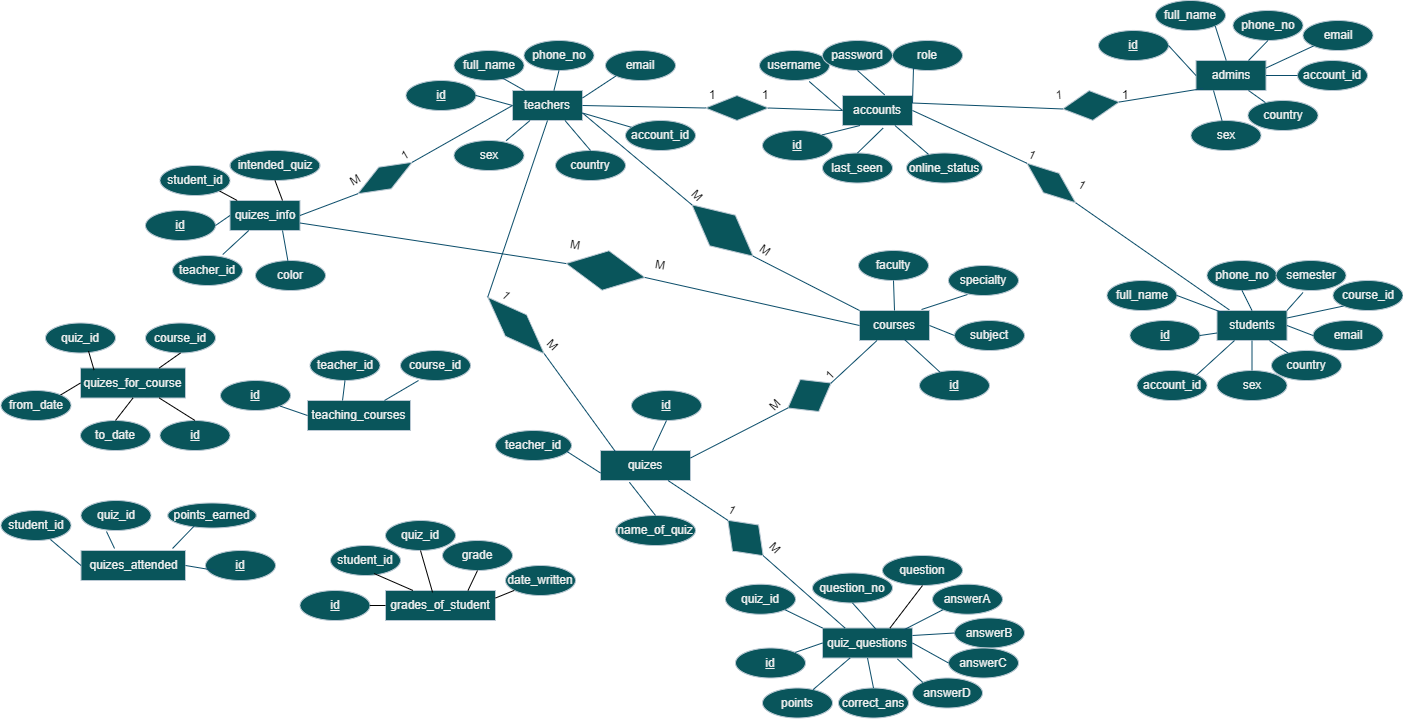 full_name
phone_no
email
id
teachers
sex
country
account_id
username
password
role
accounts
id
last_seen
online_status
full_name
phone_no
email
id
admins
account_id
country
sex
1
1
1
1
1
1
1
M
M
M
student_id
intended_quiz
id
quizes_info
teacher_id
color
M
M
1
M
faculty
specialty
courses
subject
id
phone_no
semester
full_name
course_id
id
students
email
country
account_id
sex
quiz_id
course_id
quizzes_for_course
from_date
to_date
id
teacher_id
course_id
id
teaching_courses
1
M
id
teacher_id
quizes
name_of_quiz
1
M
student_id
quiz_id
points_earned
quizes_attended
id
quiz_id
student_id
grade
date_written
id
grades_of_student
question
question_no
quiz_id
answerA
answerB
quiz_questions
id
answerC
answerD
points
correct_ans